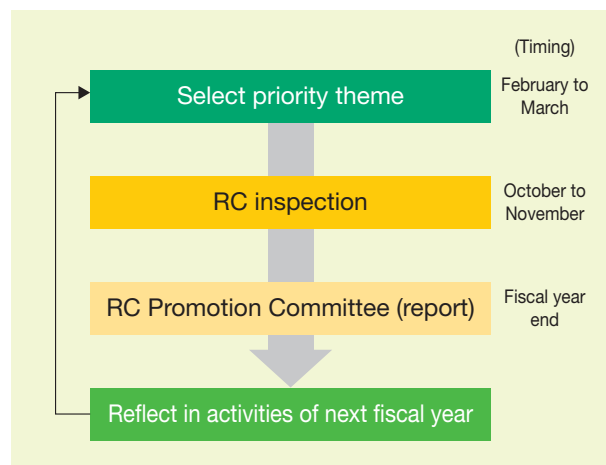 (Timing)
Select priority theme
February to
March
RC inspection
October to
November
RC Promotion Committee (report)
Fiscal year
end
Reflect in activities of next fiscal year